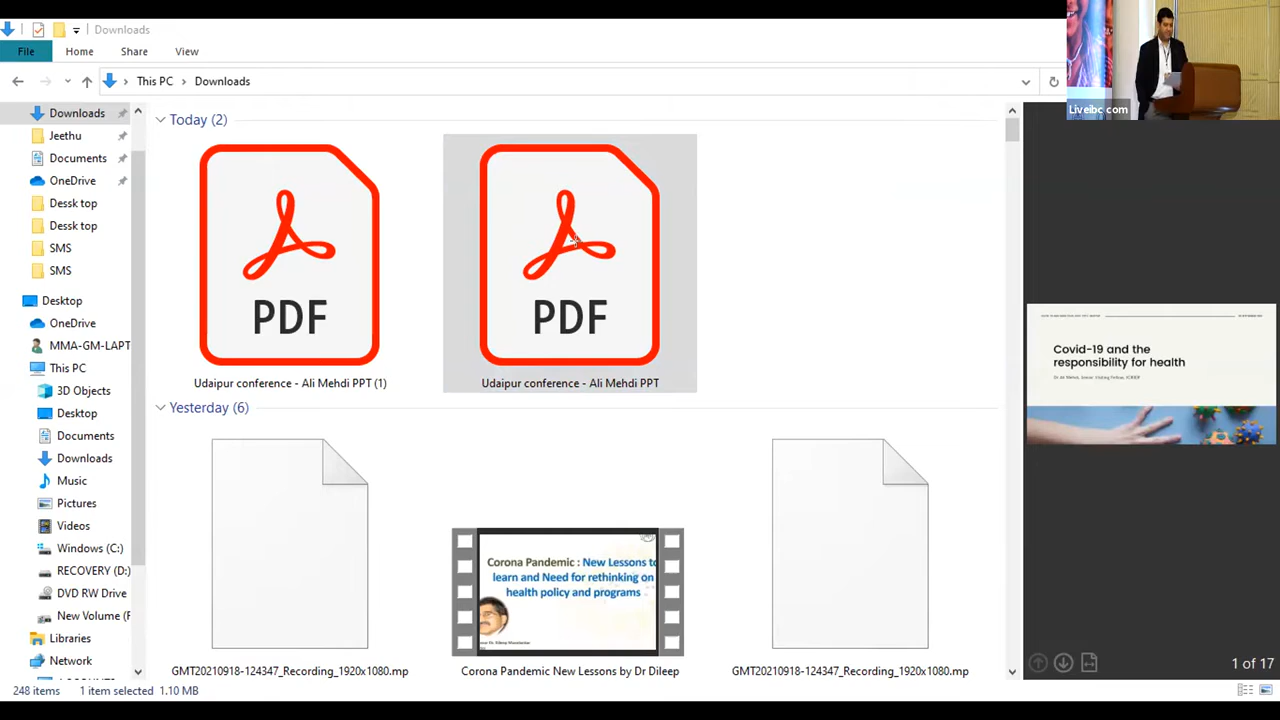 Downloads
File
Home
Share
View
This PC
Downloads
Liveibc com
Downloads
Jeethu
Documents
OneDrive
Dessk top
Dessk top
SMS
SMS
Desktop
OneDrive
MMA-GM-LAPT
This PC
3D Objects
Desktop
Documents
Downloads
Music
Pictures
Videos
Windows (C:)
RECOVERY (D:)
DVD RW Drive
New Volume (F
Libraries
Network
Today (2)
PDF
Udaipur conference - Ali Mehdi PPT (1)
PDF
Udaipur conference - Ali Mehdi PPT
Yesterday (6)
GMT20210918-124347_Recording_1920x1080.mp
Corona Pandemic : New Lessons to
learn and Need for rethinking on
health policy and programs
Corona Pandemic New Lessons by Dr Dileep
GMT20210918-124347_Recording_1920x1080.mp
Covid-19 and the
responsibility for health
1 of 17
248 items
1 item selected 1.10 MB